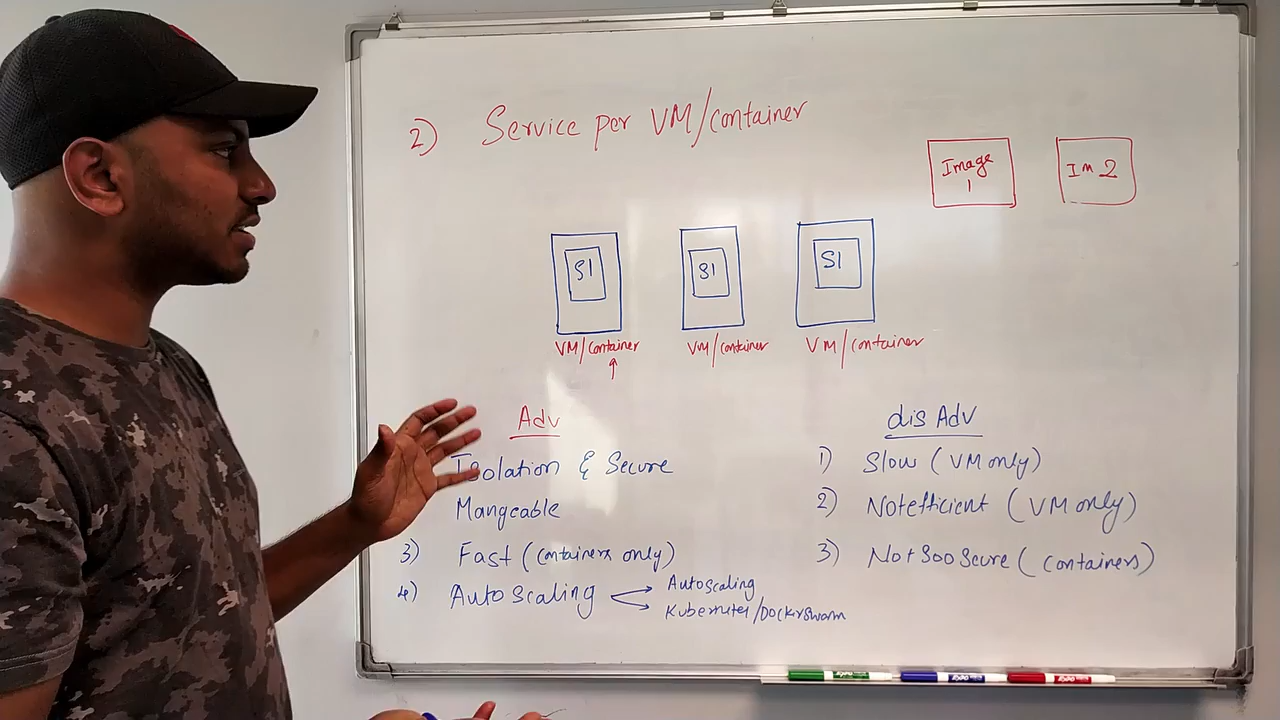 2) Service per VM/container
Image
1
Im 2
S1
S1
S1
VM/container
VM/container
VM/container
Adv
Isolation & Secure
Mangeable
3) Fast (containers only)
4) Auto Scaling
Autoscaling
Kubernetes/Dockerswarm
dis Adv
1) Slow (VM only)
2) Not efficient (VM only)
3) Not Soo Secure (containers)